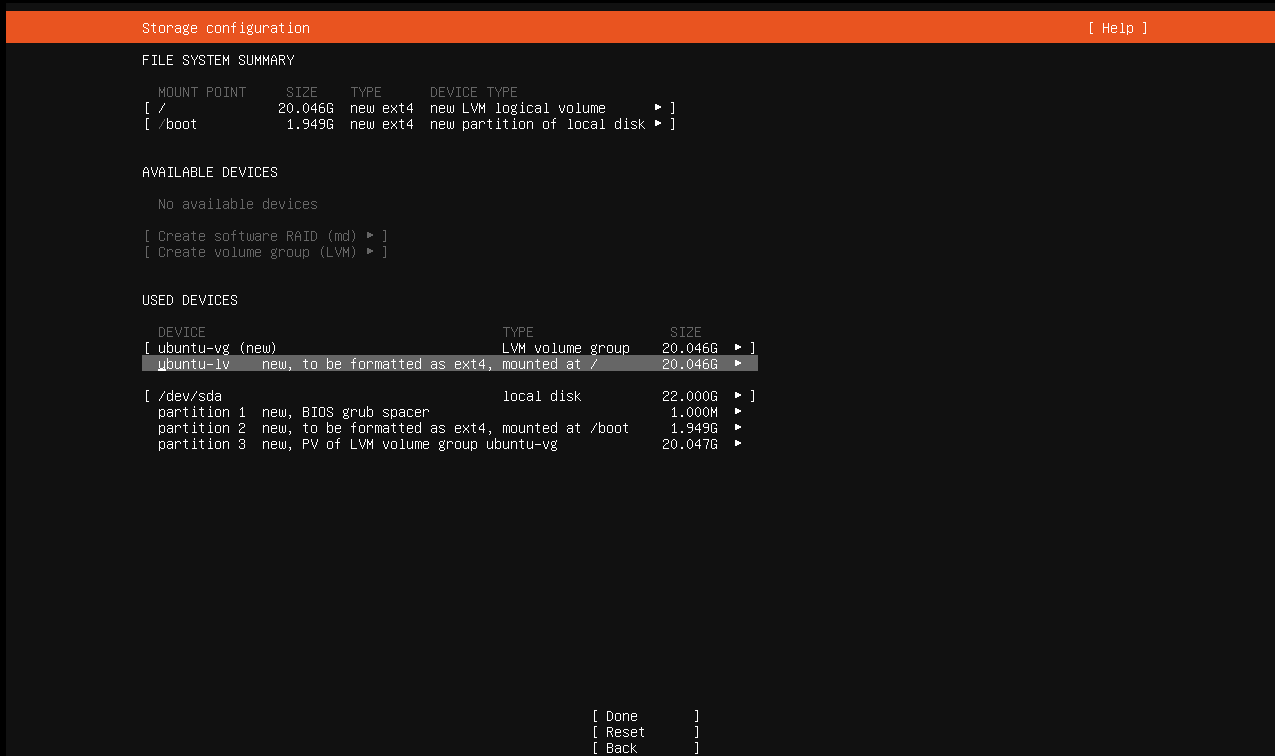 Storage configuration [ Help ]
FILE SYSTEM SUMMARY
MOUNT POINT SIZE TYPE DEVICE TYPE
[ / 20.046G new ext4 new LVM logical volume ▸ ]
[ /boot 1.949G new ext4 new partition of local disk ▸ ]
AVAILABLE DEVICES
No available devices
[ Create software RAID (md) ▸ ]
[ Create volume group (LVM) ▸ ]
USED DEVICES
DEVICE TYPE SIZE
[ ubuntu-vg (new) LVM volume group 20.046G ▸ ]
ubuntu-lv new, to be formatted as ext4, mounted at / 20.046G ▸
[ /dev/sda local disk 22.000G ▸ ]
partition 1 new, BIOS grub spacer 1.000M ▸
partition 2 new, to be formatted as ext4, mounted at /boot 1.949G ▸
partition 3 new, PV of LVM volume group ubuntu-vg 20.047G ▸
[ Done ]
[ Reset ]
[ Back ]